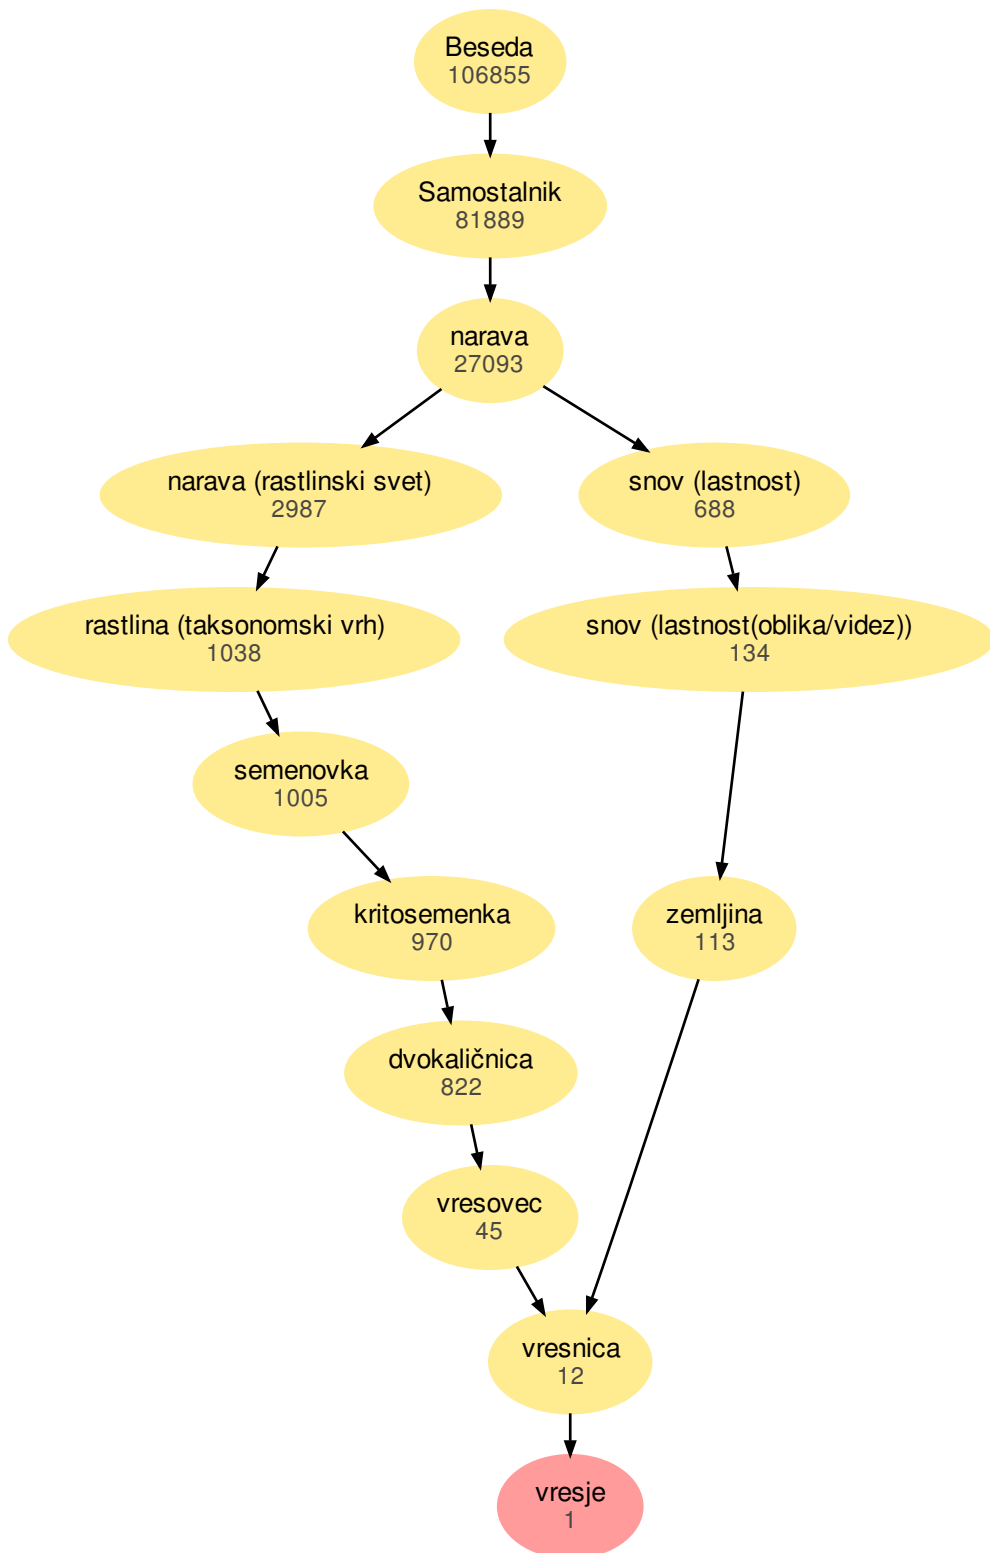 Beseda
106855
Samostalnik
81889
narava
27093
narava (rastlinski svet)
2987
snov (lastnost)
688
rastlina (taksonomski vrh)
1038
snov (lastnost(oblika/videz))
134
semenovka
1005
kritosemenka
970
zemljina
113
dvokaličnica
822
vresovec
45
vresnica
12
vresje
1